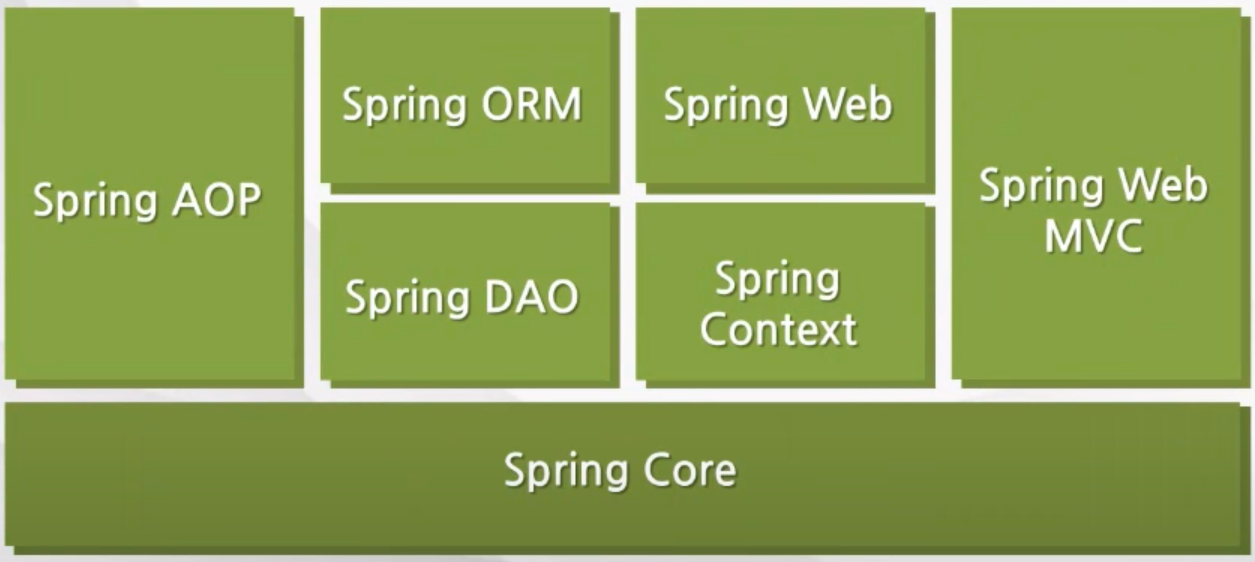 Spring AOP
Spring ORM
Spring Web
Spring Web
MVC
Spring DAO
Spring
Context
Spring Core